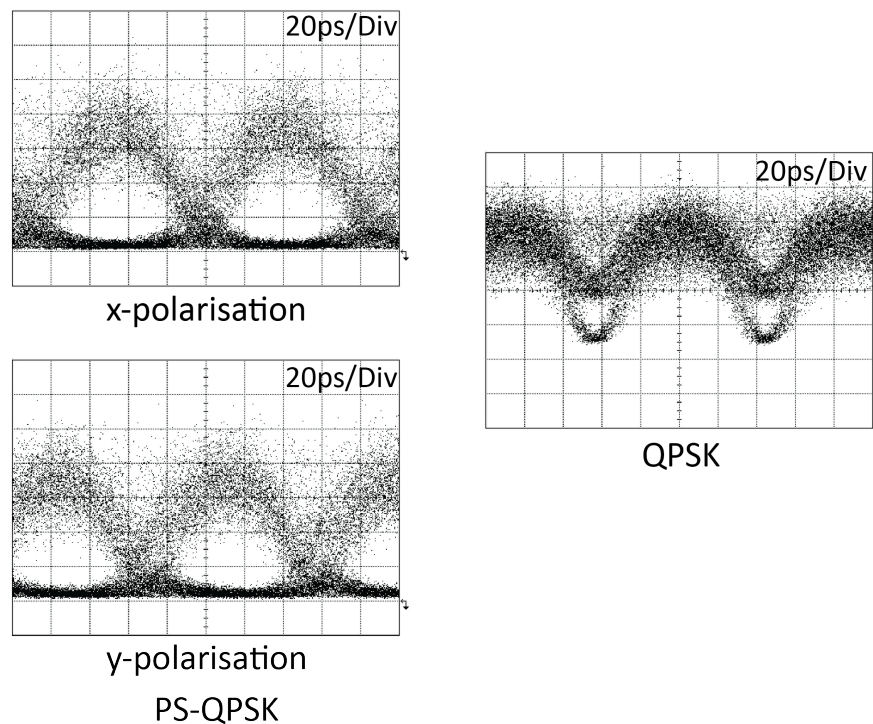 20ps/Div
x-polarisation
20ps/Div
y-polarisation
PS-QPSK
20ps/Div
QPSK